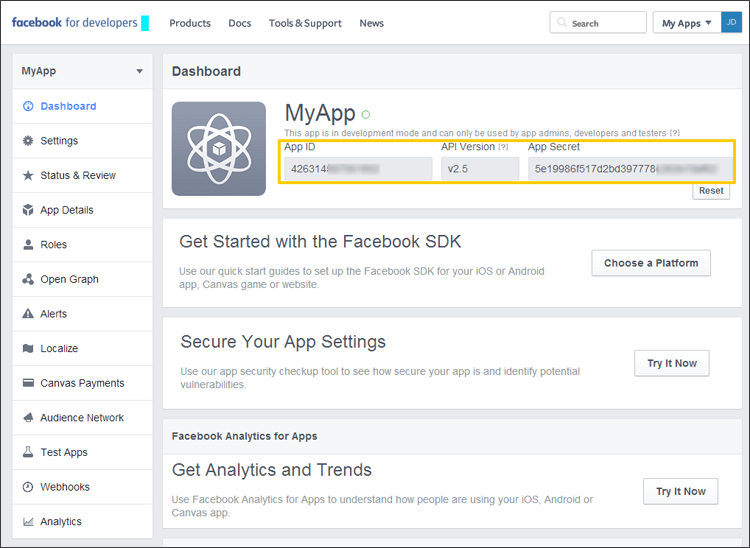 facebook for developers Products Docs Tools & Support News Search My Apps JD
MyApp
Dashboard
Settings
Status & Review
App Details
Roles
Open Graph
Alerts
Localize
Canvas Payments
Audience Network
Test Apps
Webhooks
Analytics
Dashboard
MyApp
This app is in development mode and can only be used by app admins, developers and testers [?]
App ID API Version [?] App Secret
426314 v2.5 5e19986f517d2bd397778
Reset
Get Started with the Facebook SDK
Use our quick start guides to set up the Facebook SDK for your iOS or Android
app, Canvas game or website.
Choose a Platform
Secure Your App Settings
Use our app security checkup tool to see how secure your app is and identify potential
vulnerabilities.
Try It Now
Facebook Analytics for Apps
Get Analytics and Trends
Use Facebook Analytics for Apps to understand how people are using your iOS, Android or
Canvas app.
Try It Now